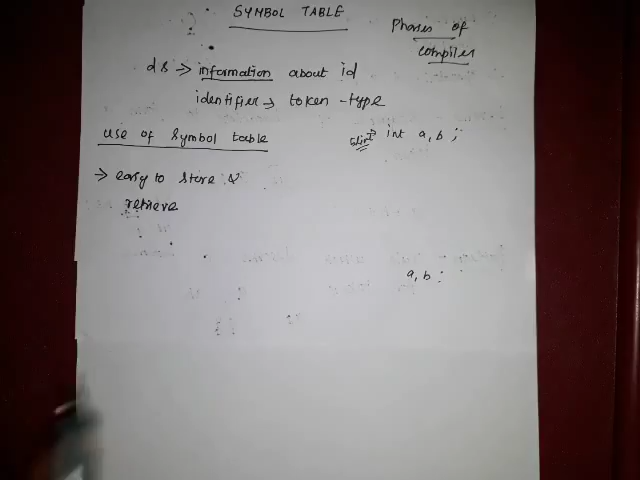 SYMBOL TABLE
Phases of
compiler
ds → information about id
identifier → token - type
use of symbol table
int a, b ;
→ easy to store &
retrieve
a, b ;